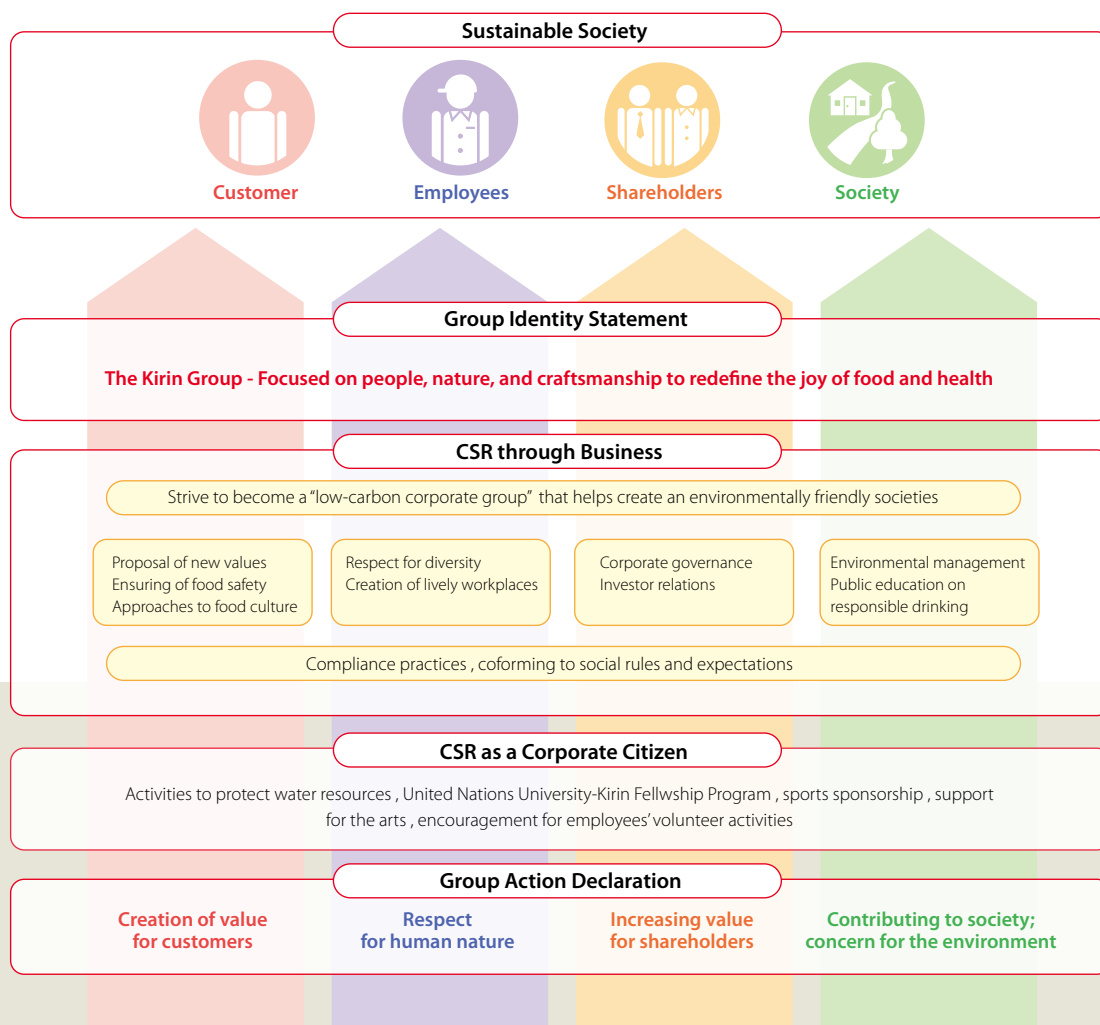 Sustainable Society
Customer
Employees
Shareholders
Society
Group Identity Statement
The Kirin Group - Focused on people, nature, and craftsmanship to redefine the joy of food and health
CSR through Business
Strive to become a “low-carbon corporate group” that helps create an environmentally friendly societies
Proposal of new values
Ensuring of food safety
Approaches to food culture
Respect for diversity
Creation of lively workplaces
Corporate governance
Investor relations
Environmental management
Public education on
responsible drinking
Compliance practices , coforming to social rules and expectations
CSR as a Corporate Citizen
Activities to protect water resources , United Nations University-Kirin Fellwship Program , sports sponsorship , support
for the arts , encouragement for employees’ volunteer activities
Group Action Declaration
Creation of value
for customers
Respect
for human nature
Increasing value
for shareholders
Contributing to society;
concern for the environment